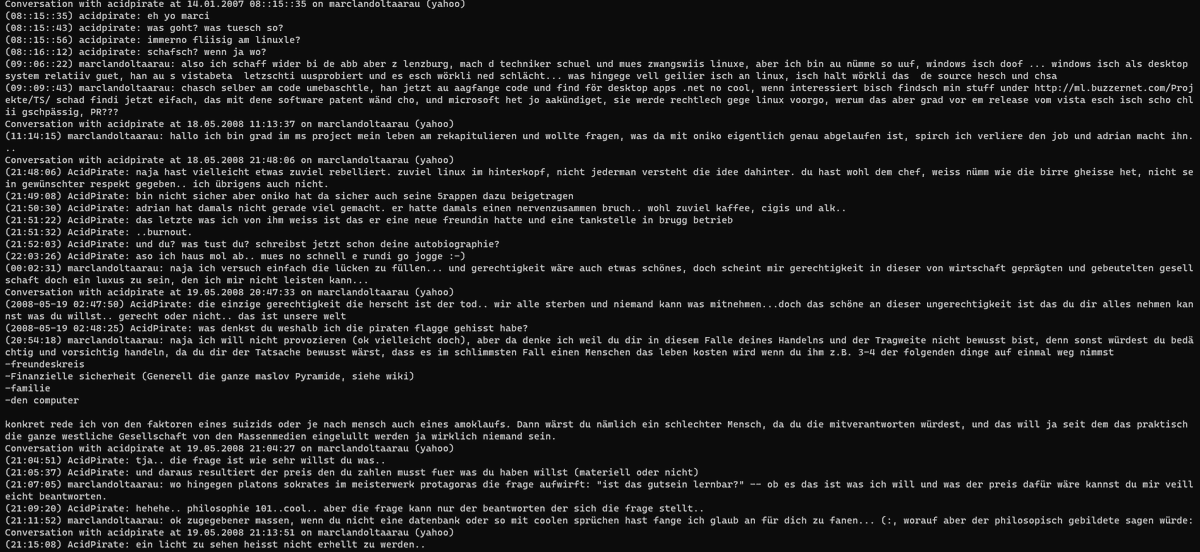 Conversation with acidpirate at 14.01.2007 08::15::35 on marclandoltaarau (yahoo)
(08::15::35) acidpirate: eh yo marci
(08::15::43) acidpirate: was goht? was tuesch so?
(08::15::56) acidpirate: immerno fliisig am linuxle?
(08::16::12) acidpirate: schafsch? wenn ja wo?
(09::06::22) marclandoltaarau: also ich schaff wider bi de abb aber z lenzburg, mach d techniker schuel und mues zwangswiis linuxe, aber ich bin au nümme so uuf, windows isch doof ... windows isch als desktop
system relatiiv guet, han au s vistabeta  letzschti uusprobiert und es esch wörkli ned schlächt... was hingege vell geilier isch an linux, isch halt wörkli das  de source hesch und chsa
(09::09::43) marclandoltaarau: chasch selber am code umebaschtle, han jetzt au aagfange code und find för desktop apps .net no cool, wenn interessiert bisch findsch min stuff under http://ml.buzzernet.com/Proj
ekte/TS/ schad findi jetzt eifach, das mit dene software patent wänd cho, und microsoft het jo aakündiget, sie werde rechtlech gege linux voorgo, werum das aber grad vor em release vom vista esch isch scho chl
ii gschpässig, PR???
Conversation with acidpirate at 18.05.2008 11:13:37 on marclandoltaarau (yahoo)
(11:14:15) marclandoltaarau: hallo ich bin grad im ms project mein leben am rekapitulieren und wollte fragen, was da mit oniko eigentlich genau abgelaufen ist, spirch ich verliere den job und adrian macht ihn.
..
Conversation with acidpirate at 18.05.2008 21:48:06 on marclandoltaarau (yahoo)
(21:48:06) AcidPirate: naja hast vielleicht etwas zuviel rebelliert. zuviel linux im hinterkopf, nicht jederman versteht die idee dahinter. du hast wohl dem chef, weiss nümm wie die birre gheisse het, nicht se
in gewünschter respekt gegeben.. ich übrigens auch nicht.
(21:49:08) AcidPirate: bin nicht sicher aber oniko hat da sicher auch seine 5rappen dazu beigetragen
(21:50:30) AcidPirate: adrian hat damals nicht gerade viel gemacht. er hatte damals einen nervenzusammen bruch.. wohl zuviel kaffee, cigis und alk..
(21:51:22) AcidPirate: das letzte was ich von ihm weiss ist das er eine neue freundin hatte und eine tankstelle in brugg betrieb
(21:51:32) AcidPirate: ..burnout.
(21:52:03) AcidPirate: und du? was tust du? schreibst jetzt schon deine autobiographie?
(22:03:26) AcidPirate: aso ich haus mol ab.. mues no schnell e rundi go jogge :-)
(00:02:31) marclandoltaarau: naja ich versuch einfach die lücken zu füllen... und gerechtigkeit wäre auch etwas schönes, doch scheint mir gerechtigkeit in dieser von wirtschaft geprägten und gebeutelten gesell
schaft doch ein luxus zu sein, den ich mir nicht leisten kann...
Conversation with acidpirate at 19.05.2008 20:47:33 on marclandoltaarau (yahoo)
(2008-05-19 02:47:50) AcidPirate: die einzige gerechtigkeit die herscht ist der tod.. wir alle sterben und niemand kann was mitnehmen...doch das schöne an dieser ungerechtigkeit ist das du dir alles nehmen kan
nst was du willst.. gerecht oder nicht.. das ist unsere welt
(2008-05-19 02:48:25) AcidPirate: was denkst du weshalb ich die piraten flagge gehisst habe?
(20:54:18) marclandoltaarau: naja ich will nicht provozieren (ok vielleicht doch), aber da denke ich weil du dir in diesem Falle deines Handelns und der Tragweite nicht bewusst bist, denn sonst würdest du bedä
chtig und vorsichtig handeln, da du dir der Tatsache bewusst wärst, dass es im schlimmsten Fall einen Menschen das leben kosten wird wenn du ihm z.B. 3-4 der folgenden dinge auf einmal weg nimmst
-freundeskreis
-Finanzielle sicherheit (Generell die ganze maslov Pyramide, siehe wiki)
-familie
-den computer
konkret rede ich von den faktoren eines suizids oder je nach mensch auch eines amoklaufs. Dann wärst du nämlich ein schlechter Mensch, da du die mitverantworten würdest, und das will ja seit dem das praktisch
die ganze westliche Gesellschaft von den Massenmedien eingelullt werden ja wirklich niemand sein.
Conversation with acidpirate at 19.05.2008 21:04:27 on marclandoltaarau (yahoo)
(21:04:51) AcidPirate: tja.. die frage ist wie sehr willst du was..
(21:05:37) AcidPirate: und daraus resultiert der preis den du zahlen musst fuer was du haben willst (materiell oder nicht)
(21:07:05) marclandoltaarau: wo hingegen platons sokrates im meisterwerk protagoras die frage aufwirft: "ist das gutsein lernbar?" -- ob es das ist was ich will und was der preis dafür wäre kannst du mir veill
eicht beantworten.
(21:09:20) AcidPirate: hehehe.. philosophie 101..cool.. aber die frage kann nur der beantworten der sich die frage stellt..
(21:11:52) marclandoltaarau: ok zugegebener massen, wenn du nicht eine datenbank oder so mit coolen sprüchen hast fange ich glaub an für dich zu fanen... (:, worauf aber der philosopisch gebildete sagen würde:
Conversation with acidpirate at 19.05.2008 21:13:51 on marclandoltaarau (yahoo)
(21:15:08) AcidPirate: ein licht zu sehen heisst nicht erhellt zu werden..